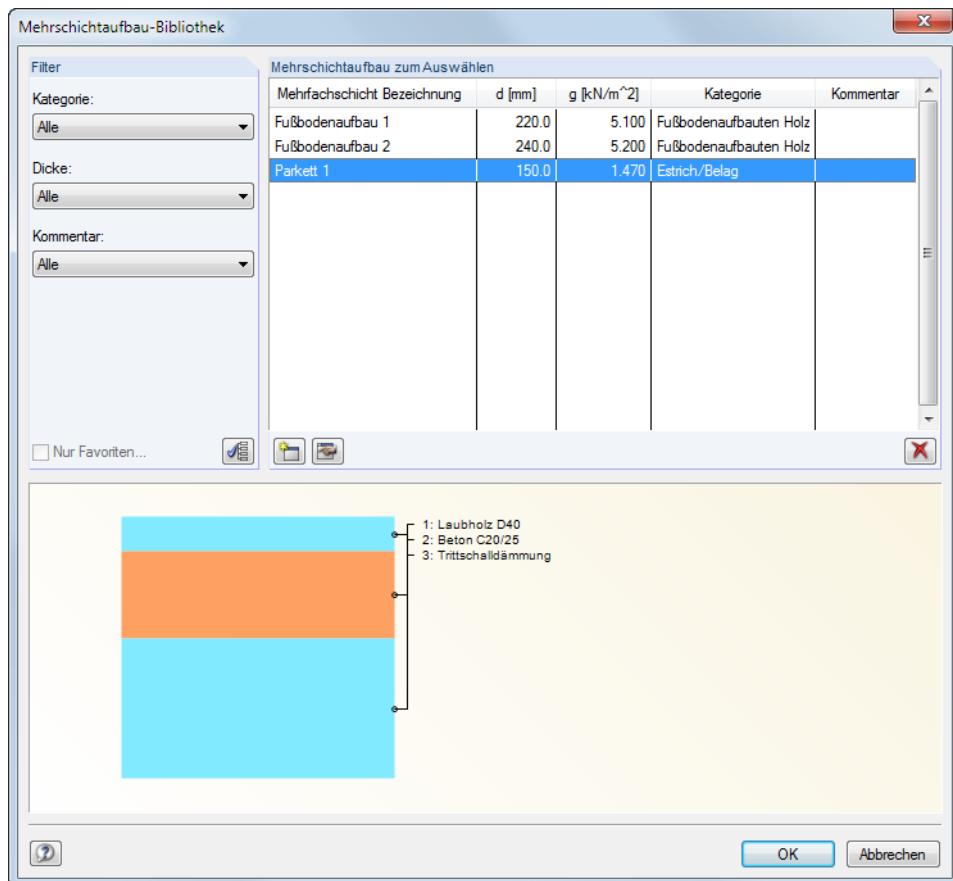 Mehrschichtaufbau-Bibliothek
Filter
Kategorie:
Alle
Dicke:
Alle
Kommentar:
Alle
Nur Favoriten...
Mehrschichtaufbau zum Auswählen
Mehrfachschicht Bezeichnung d [mm] g [kN/m^2] Kategorie Kommentar
Fußbodenaufbau 1 220.0 5.100 Fußbodenaufbauten Holz
Fußbodenaufbau 2 240.0 5.200 Fußbodenaufbauten Holz
Parkett 1 150.0 1.470 Estrich/Belag
1: Laubholz D40
2: Beton C20/25
3: Trittschalldämmung
OK Abbrechen